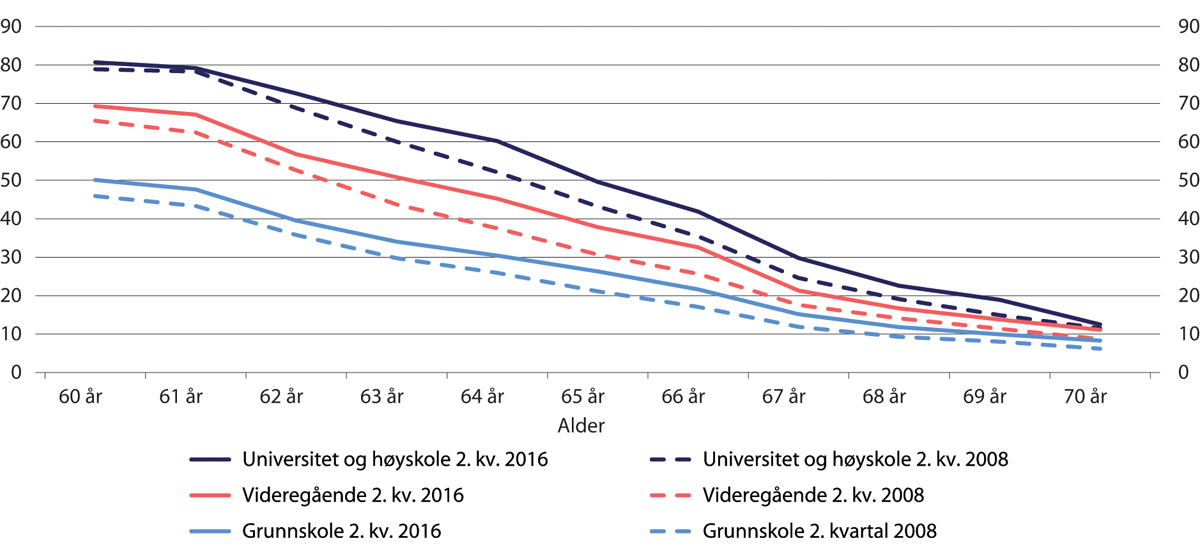 90 90
80 80
70 70
60 60
50 50
40 40
30 30
20 20
10 10
0 0
60 år 61 år 62 år 63 år 64 år 65 år 66 år 67 år 68 år 69 år 70 år
Alder
Universitet og høyskole 2. kv. 2016 Universitet og høyskole 2. kv. 2008
Videregående 2. kv. 2016 Videregående 2. kv. 2008
Grunnskole 2. kv. 2016 Grunnskole 2. kvartal 2008